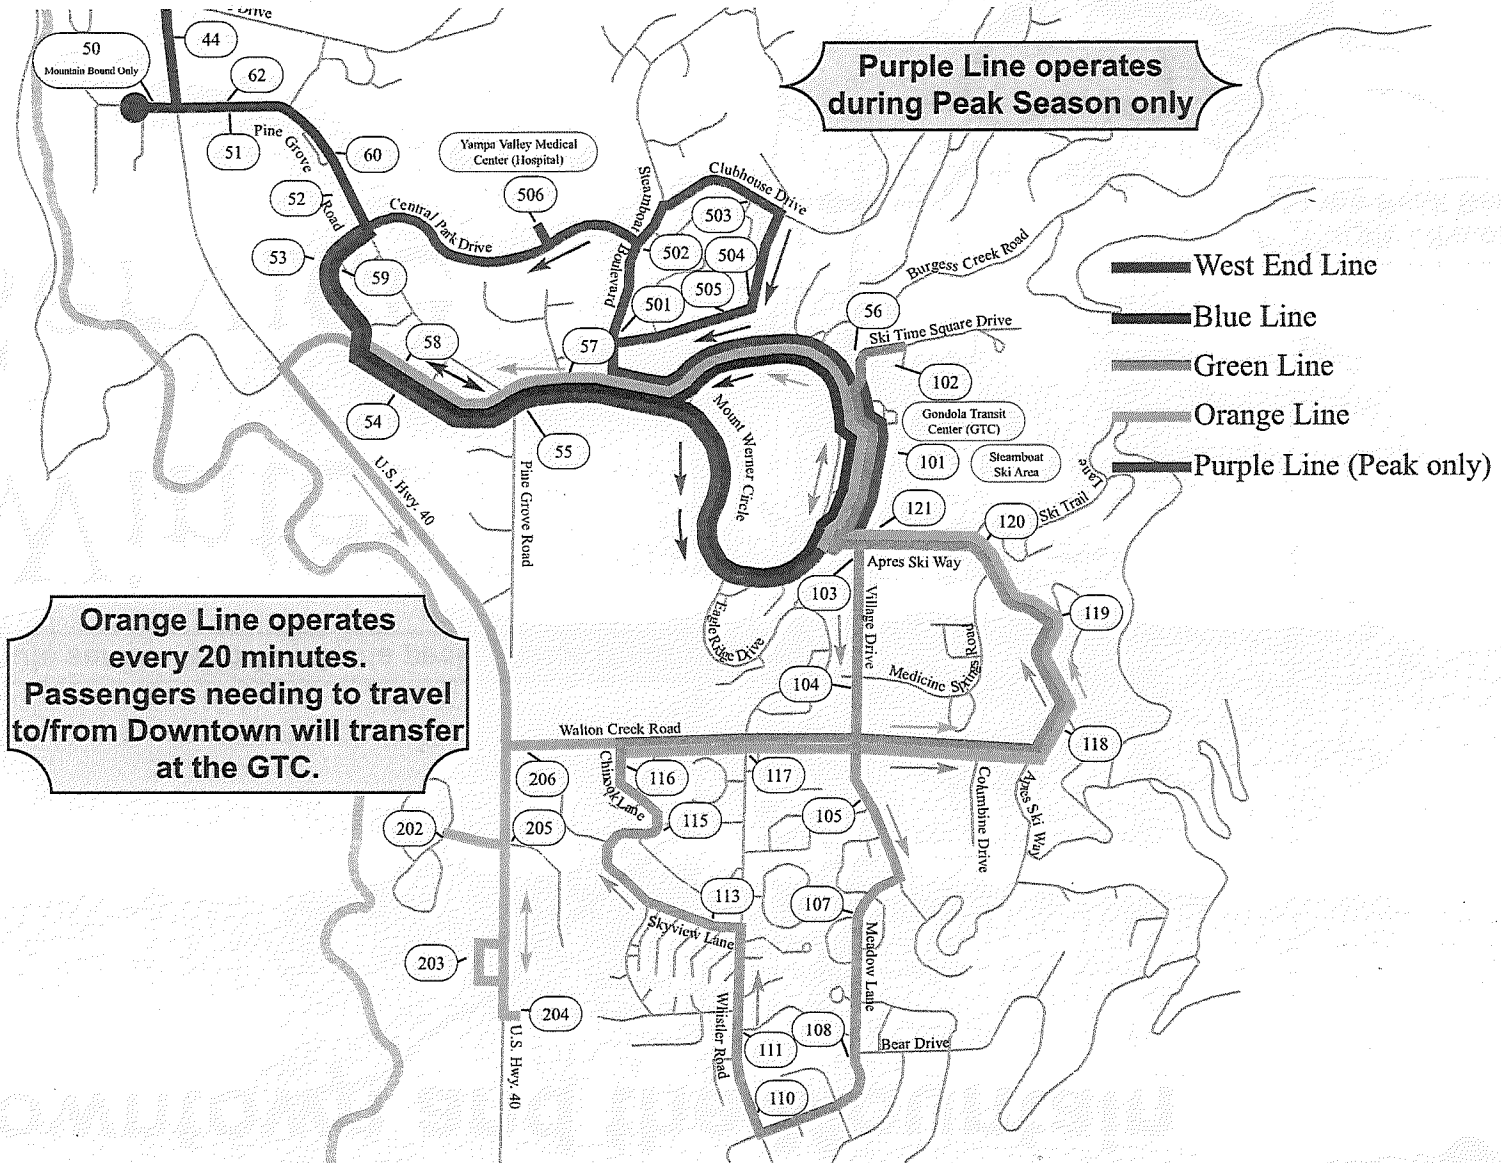 e Drive
44
50
Mountain Bound Only
62
51
Pine Grove Road
60
52
53
59
Yampa Valley Medical
Center (Hospital)
506
Central Park Drive
Steamboat Boulevard
Clubhouse Drive
503
502
504
505
501
Purple Line operates
during Peak Season only
Burgess Creek Road
56
Ski Time Square Drive
57
58
54
55
102
Gondola Transit
Center (GTC)
101
Steamboat
Ski Area
West End Line
Blue Line
Green Line
Orange Line
Purple Line (Peak only)
Mount Werner Circle
U.S. Hwy. 40
Pine Grove Road
121
120
Ski Trail Lane
Apres Ski Way
103
Village Drive
Eagle Ridge Drive
119
Medicine Springs Road
104
Orange Line operates
every 20 minutes.
Passengers needing to travel
to/from Downtown will transfer
at the GTC.
Walton Creek Road
118
206
Chinook Lane
116
117
115
105
Columbine Drive
Apres Ski Way
202
205
113
107
Skyview Lane
Meadow Lane
203
204
Whistler Road
111
108
Bear Drive
110
U.S. Hwy. 40